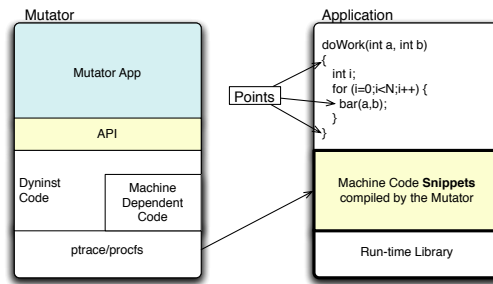 Mutator
Mutator App
API
Dyninst
Code
Machine
Dependent
Code
ptrace/procfs
Points
Application
doWork(int a, int b)
{
int i;
for (i=0;i<N;i++) {
bar(a,b);
}
}
Machine Code Snippets
compiled by the Mutator
Run-time Library